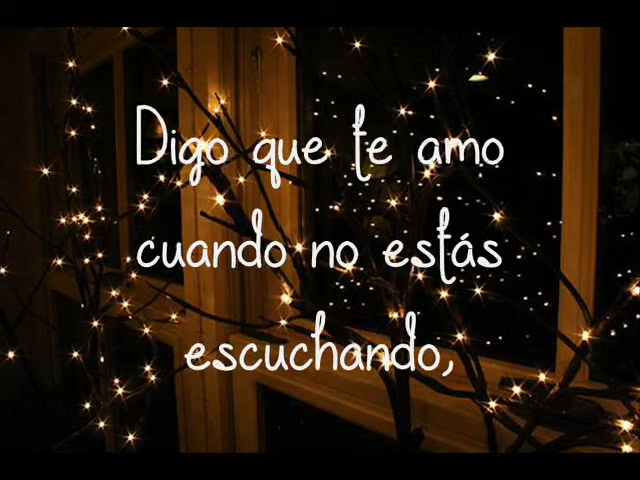 Digo que te amo
cuando no estás
escuchando,